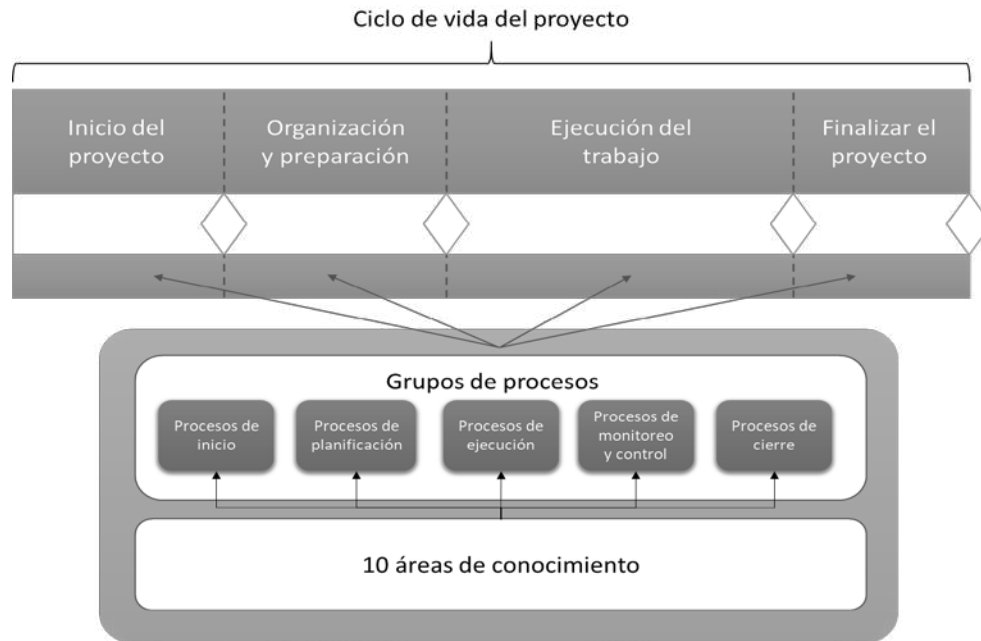 Ciclo de vida del proyecto
Inicio del
proyecto
Organización
y preparación
Ejecución del
trabajo
Finalizar el
proyecto
Grupos de procesos
Procesos de
inicio
Procesos de
planificación
Procesos de
ejecución
Procesos de
monitoreo
y control
Procesos de
cierre
10 áreas de conocimiento